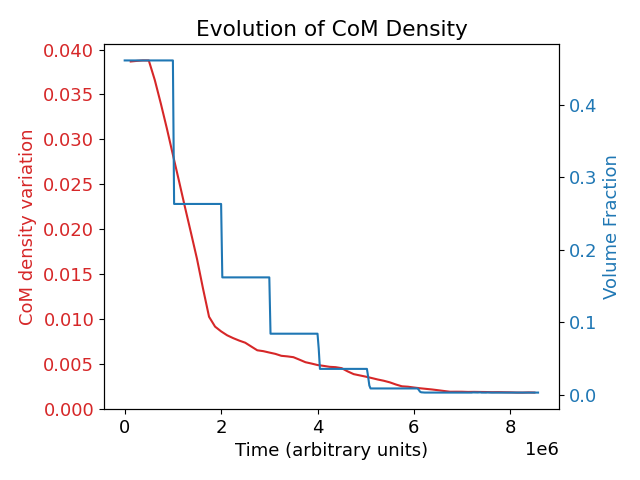 Evolution of CoM Density
0.040
0.035
0.030
0.025
0.020
0.015
0.010
0.005
0.000
CoM density variation
0.4
0.3
0.2
0.1
0.0
Volume Fraction
0 2 4 6 8
1e6
Time (arbitrary units)